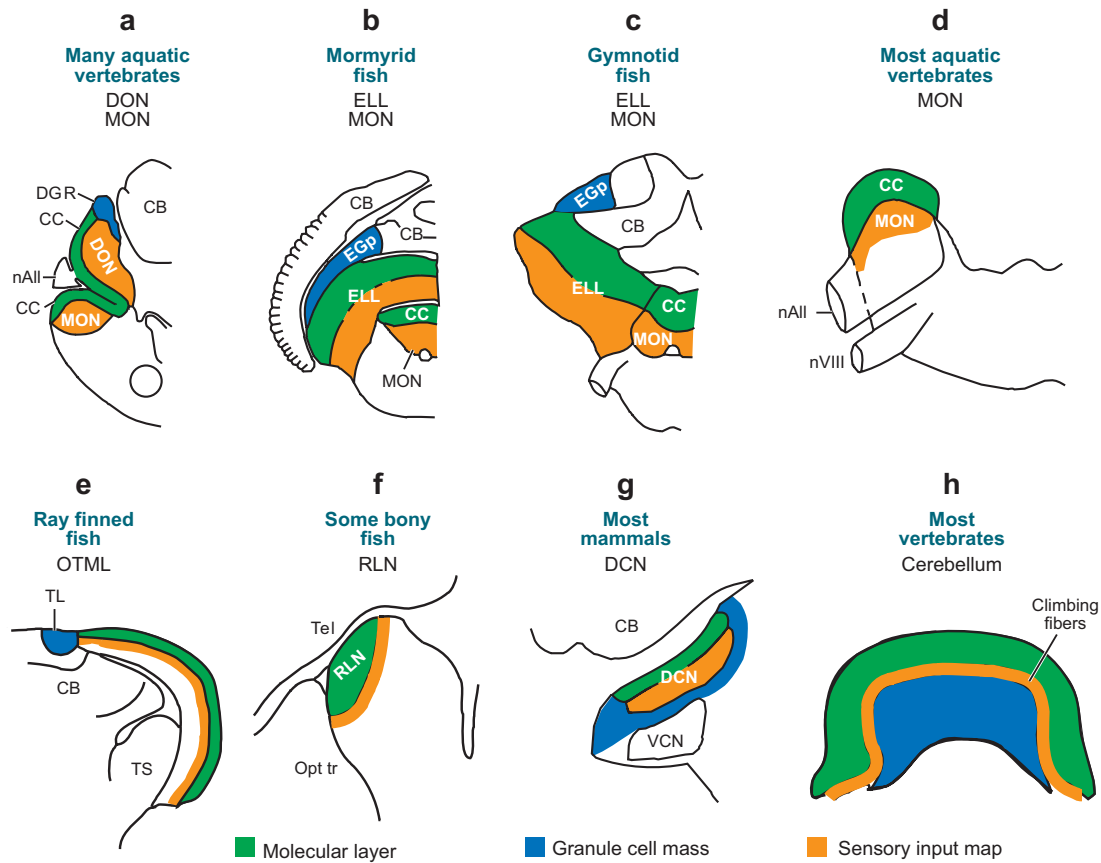 a
Many aquatic
vertebrates
DON
MON
DGR
CC
CB
DON
nAll
CC
MON
b
Mormyrid
fish
ELL
MON
CB
CB
EGp
ELL
CC
MON
c
Gymnotid
fish
ELL
MON
EGp
CB
ELL
CC
MON
d
Most aquatic
vertebrates
MON
CC
MON
nAll
nVIII
e
Ray finned
fish
OTML
TL
CB
TS
f
Some bony
fish
RLN
Tel
RLN
Opt tr
g
Most
mammals
DCN
CB
DCN
VCN
h
Most
vertebrates
Cerebellum
Climbing
fibers
Molecular layer
Granule cell mass
Sensory input map